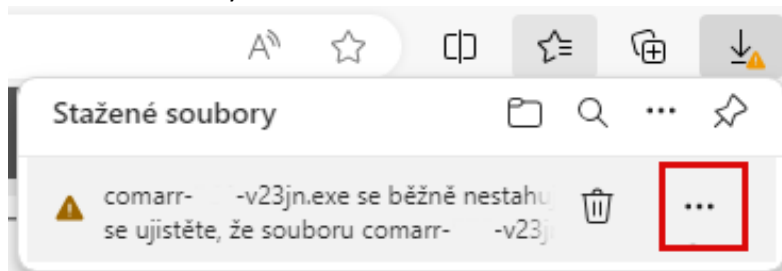 Stažené soubory
comarr- -v23jn.exe se běžně nestahu
se ujistěte, že souboru comarr- -v23j